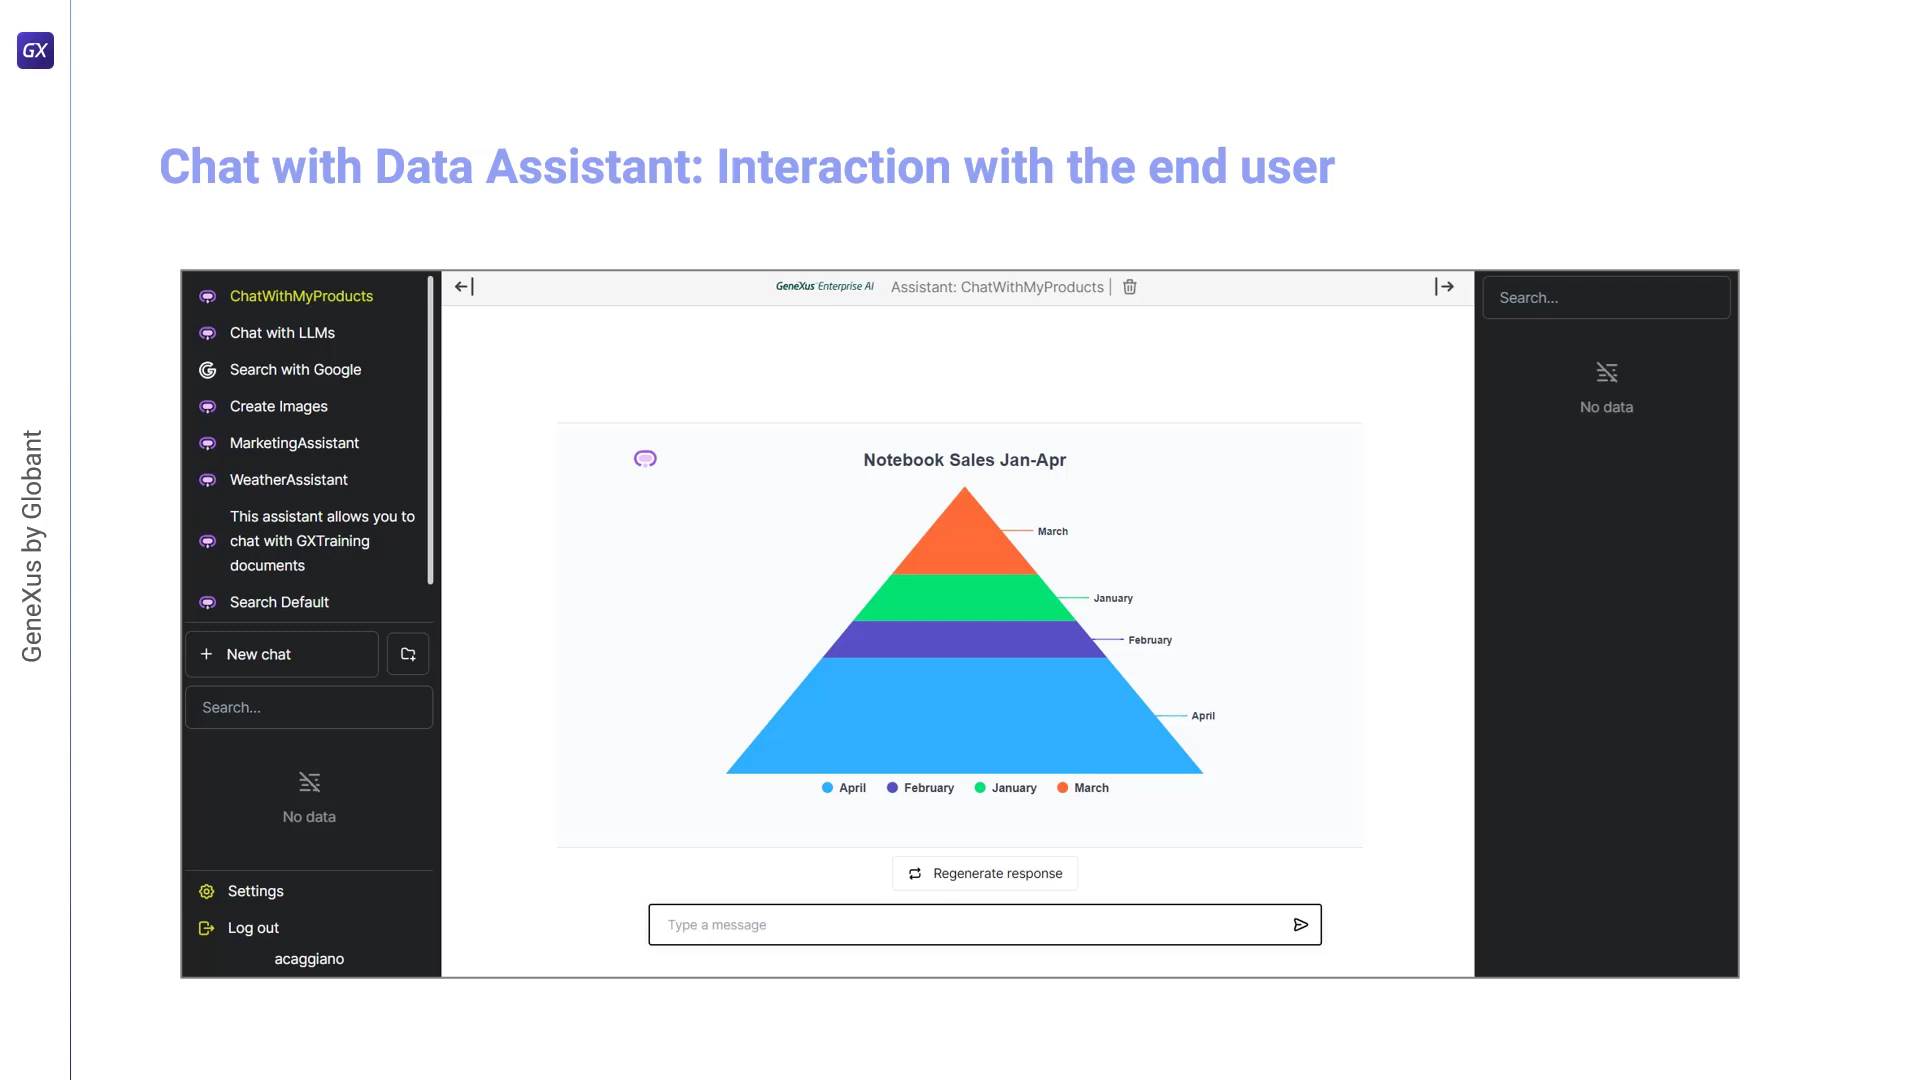 GX
GeneXus by Globant
Chat with Data Assistant: Interaction with the end user
ChatWithMyProducts
Chat with LLMs
Search with Google
Create Images
MarketingAssistant
WeatherAssistant
This assistant allows you to
chat with GXTraining
documents
Search Default
New chat
Search...
No data
Settings
Log out
acaggiano
GeneXus Enterprise AI Assistant: ChatWithMyProducts
Notebook Sales Jan-Apr
March
January
February
April
April February January March
Regenerate response
Type a message
Search...
No data